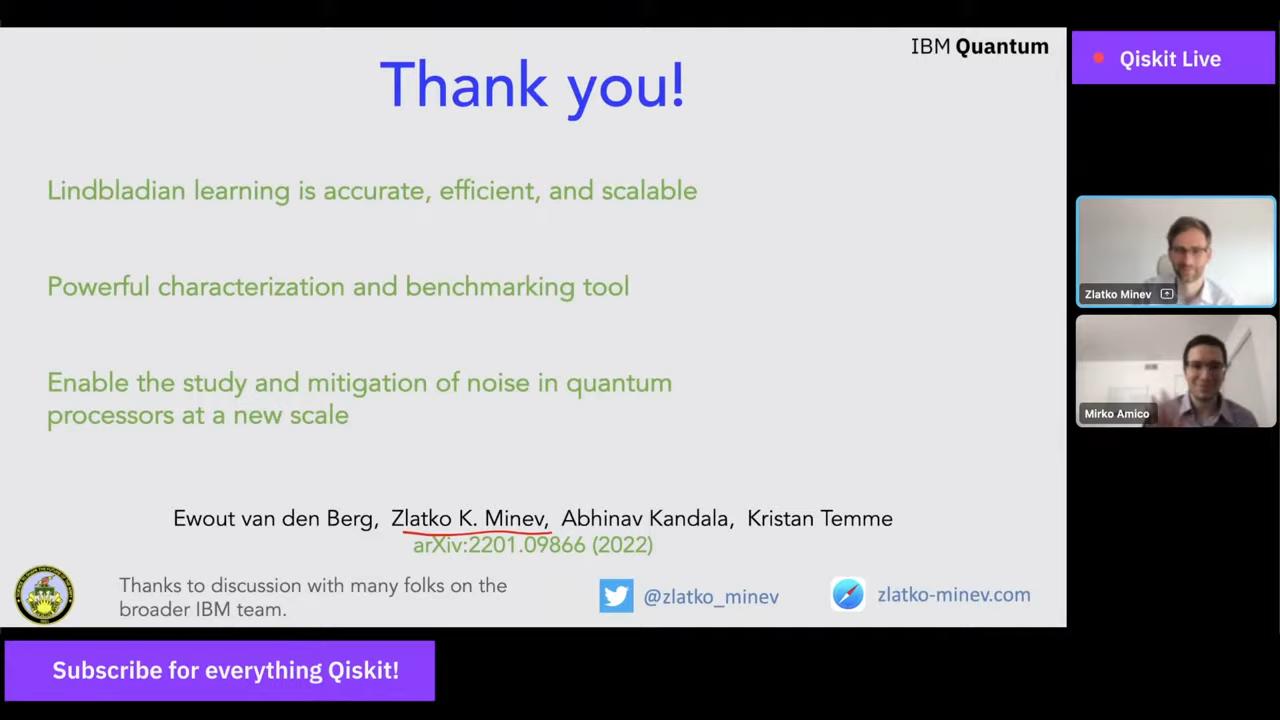 IBM Quantum
Thank you!
Lindbladian learning is accurate, efficient, and scalable
Powerful characterization and benchmarking tool
Enable the study and mitigation of noise in quantum
processors at a new scale
Ewout van den Berg, Zlatko K. Minev, Abhinav Kandala, Kristan Temme
arXiv:2201.09866 (2022)
Thanks to discussion with many folks on the
broader IBM team.
@zlatko_minev
zlatko-minev.com
Qiskit Live
Zlatko Minev
Mirko Amico
Subscribe for everything Qiskit!